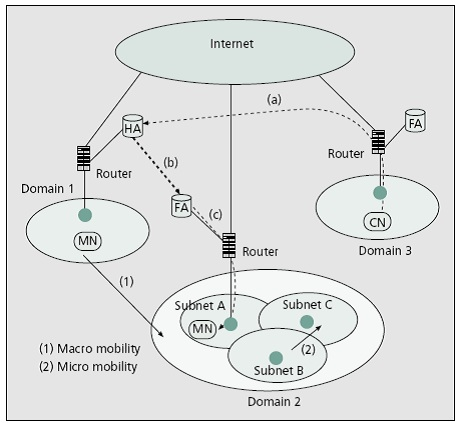 Internet
(a)
HA
FA
Router
Router
(b)
Domain 1
FA
(c)
CN
MN
Router
Domain 3
(1)
Subnet A
Subnet C
MN
(1) Macro mobility
(2)
(2) Micro mobility
Subnet B
Domain 2